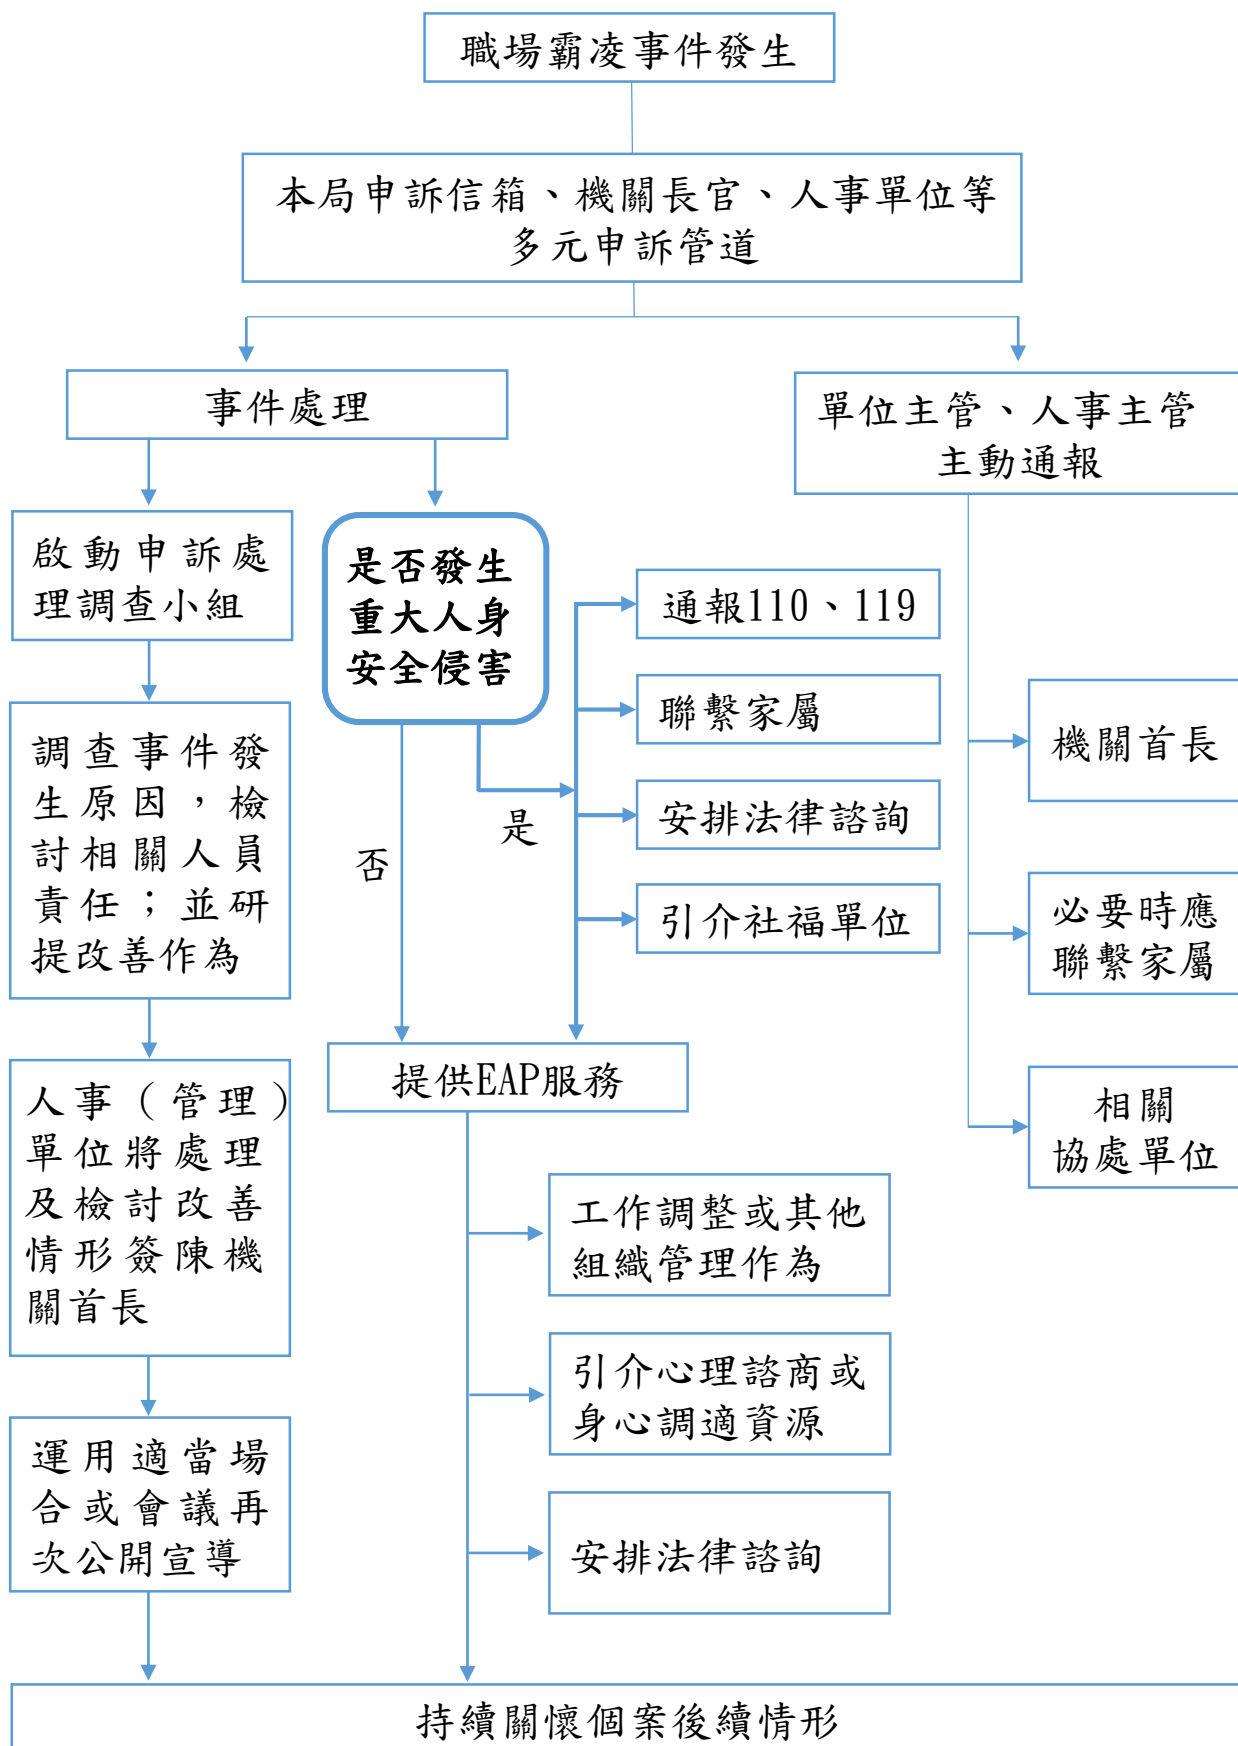 職場霸凌事件發生
本局申訴信箱、機關長官、人事單位等
多元申訴管道
事件處理
單位主管、人事主管
主動通報
啟動申訴處
理調查小組
是否發生
重大人身
安全侵害
通報110、119
聯繫家屬
安排法律諮詢
引介社福單位
機關首長
必要時應
聯繫家屬
相關
協處單位
調查事件發
生原因，檢
討相關人員
責任；並研
提改善作為
否
是
提供EAP服務
人事（管理）
單位將處理
及檢討改善
情形簽陳機
關首長
工作調整或其他
組織管理作為
引介心理諮商或
身心調適資源
安排法律諮詢
運用適當場
合或會議再
次公開宣導
持續關懷個案後續情形